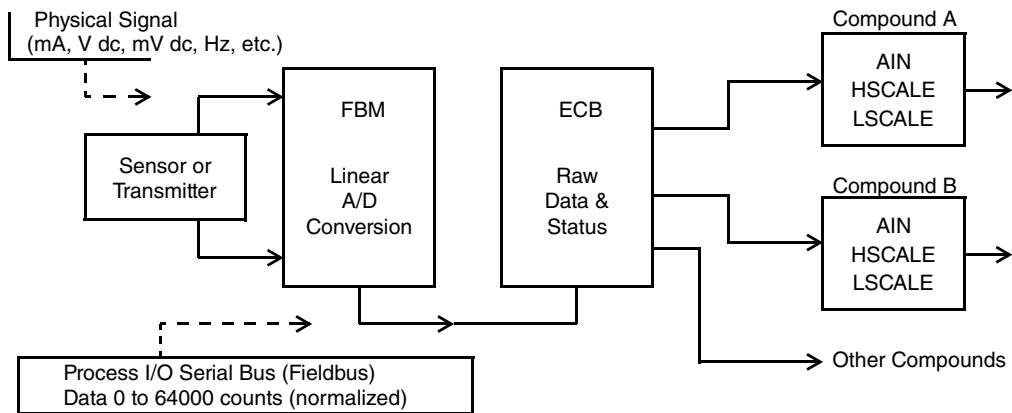 Physical Signal
(mA, V dc, mV dc, Hz, etc.)
Sensor or
Transmitter
FBM
Linear
A/D
Conversion
ECB
Raw
Data &
Status
Compound A
AIN
HSCALE
LSCALE
Compound B
AIN
HSCALE
LSCALE
Other Compounds
Process I/O Serial Bus (Fieldbus)
Data 0 to 64000 counts (normalized)